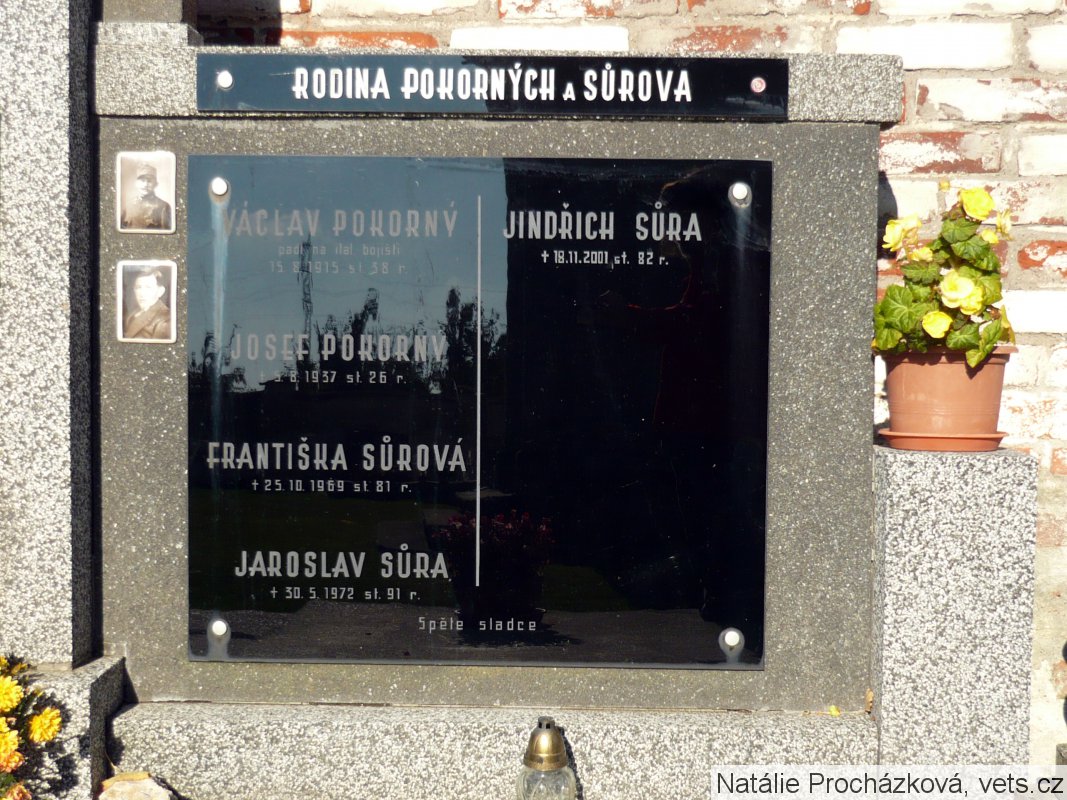 RODINA POKORNÝCH A SŮROVA
VÁCLAV POKORNÝ
padl na ital. bojišti
15.8.1915 st. 38 r.
JOSEF POKORNÝ
+ 5.8.1937 st. 26 r.
FRANTIŠKA SŮROVÁ
+ 25.10.1969 st. 81 r.
JAROSLAV SŮRA
+ 30.5.1972 st. 91 r.
JINDŘICH SŮRA
+ 18.11.2001 st. 82 r.
Spěte sladce
Natálie Procházková, vets.cz